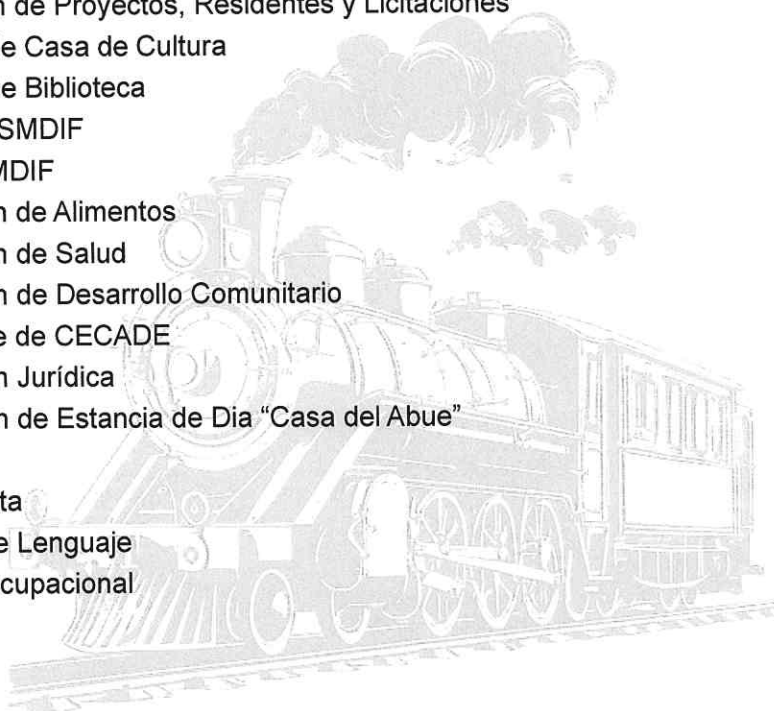 n de Proyectos, Residentes y Licitaciones
e Casa de Cultura
e Biblioteca
SMDIF
MDIF
n de Alimentos
n de Salud
n de Desarrollo Comunitario
e de CECADE
n Jurídica
n de Estancia de Dia “Casa del Abue”
ta
e Lenguaje
cupacional